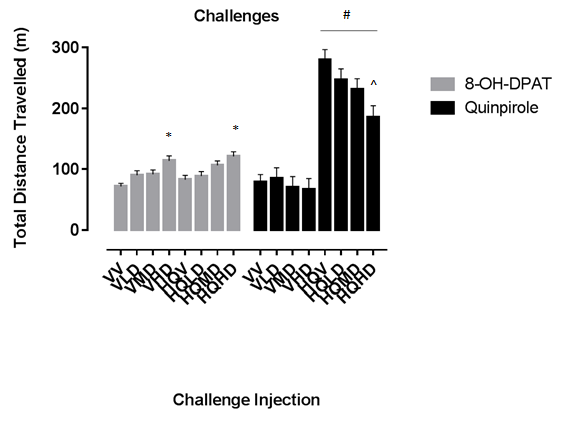 Challenges
#
300
200
100
0
Total Distance Travelled (m)
*
*
^
8-OH-DPAT
Quinpirole
VV
VLD
VMD
VHD
HQV
HQLD
HQMD
HQHD
VV
VLD
VMD
VHD
HQV
HQLD
HQMD
HQHD
Challenge Injection